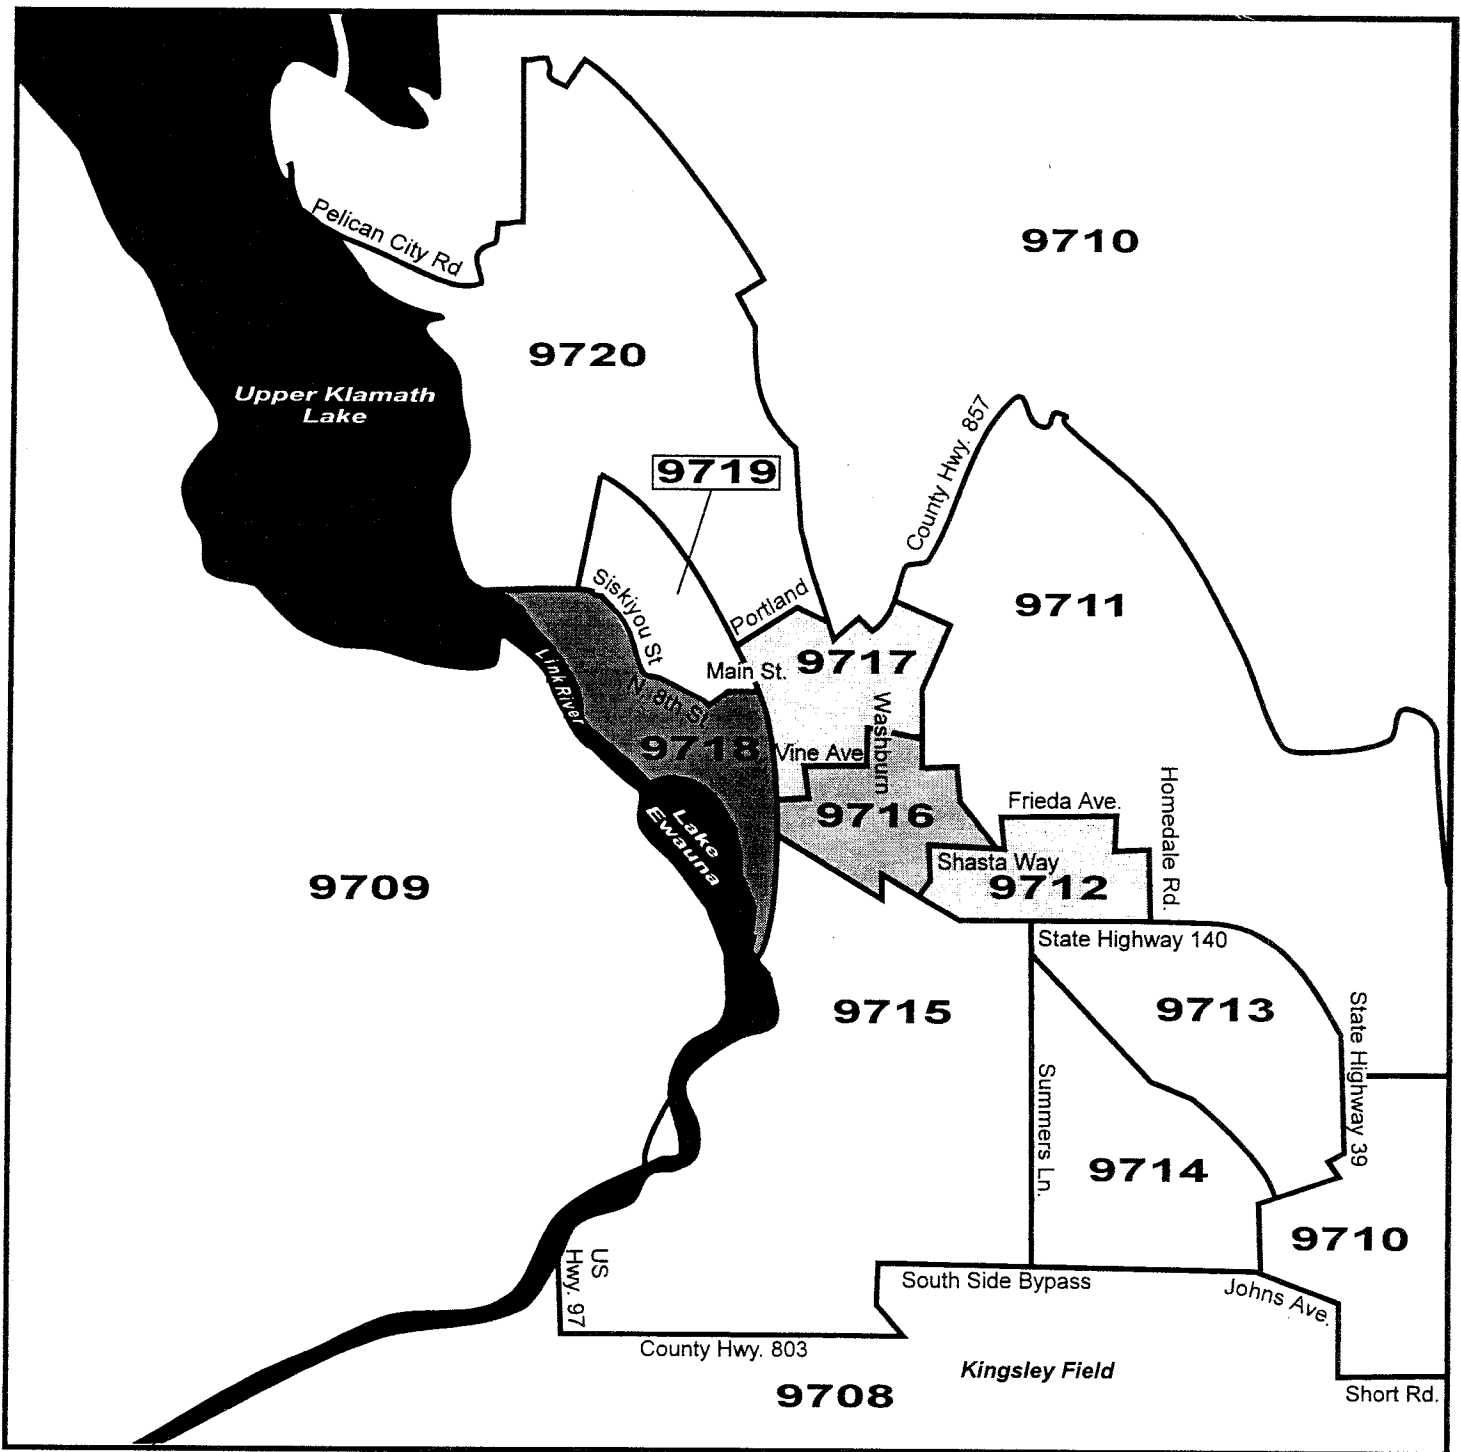 Pelican City Rd
9710
9720
Upper Klamath
Lake
County Hwy. 857
9719
Siskiyou St
Portland
9711
Link River
Main St.
9717
N. 8th St
Washburn
9718
Vine Ave
Homedale Rd.
Frieda Ave.
9716
Lake
Ewauna
Shasta Way
9712
9709
State Highway 140
9715
9713
State Highway 39
Summers Ln.
9714
9710
US
Hwy. 97
South Side Bypass
Johns Ave.
County Hwy. 803
Kingsley Field
9708
Short Rd.